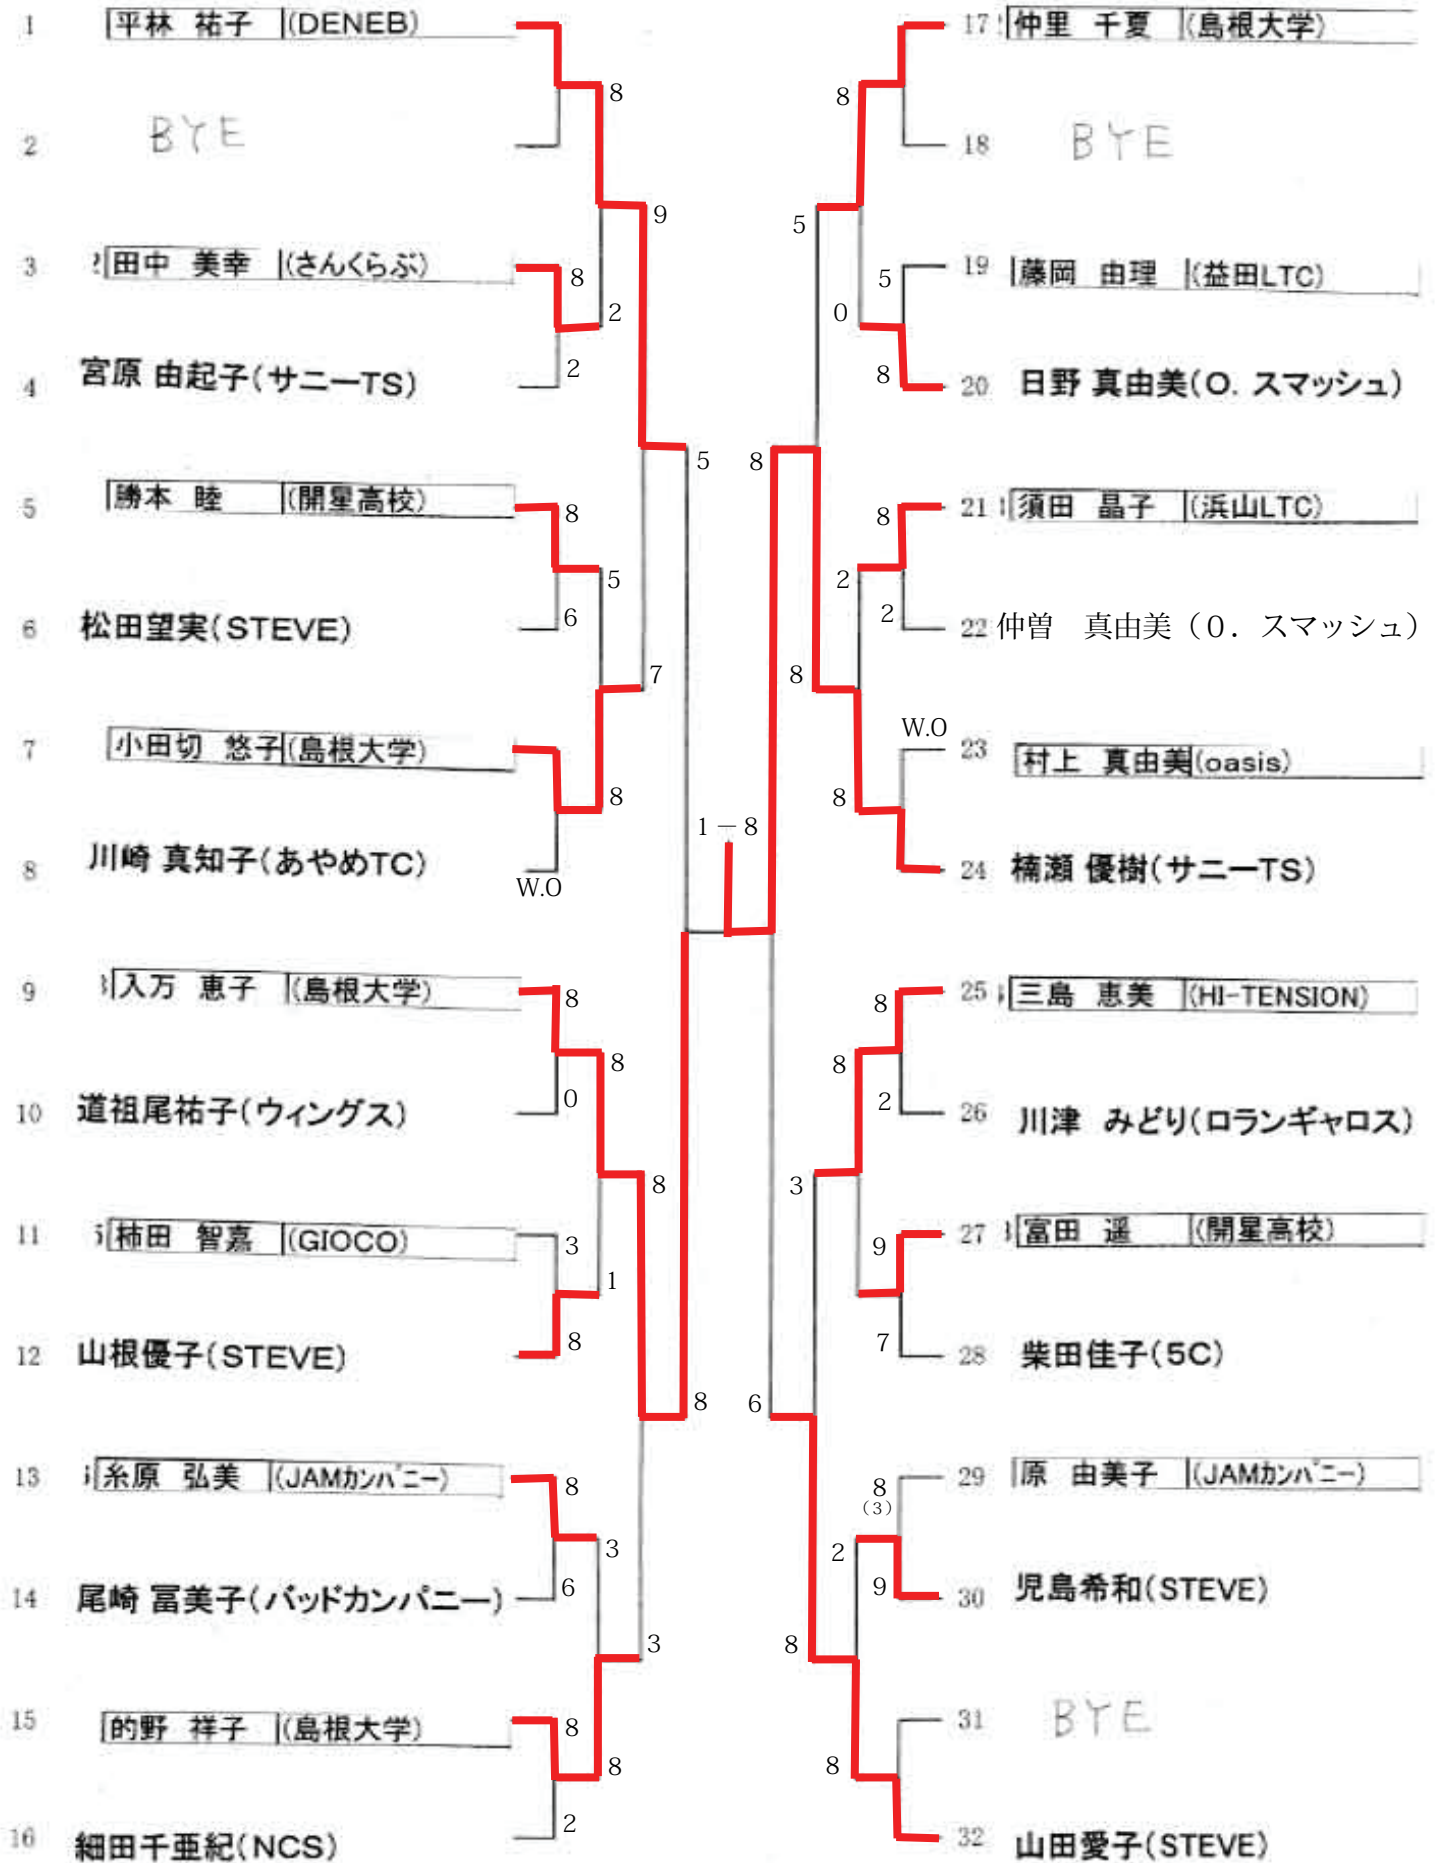 1 平林 祐子 (DENEB)
8
2 BYE
9
3 田中 美幸 (さんくらぶ)
8
2
4 宮原 由起子(サニーTS)
2
5
5 勝本 睦 (開星高校)
8
5
6 松田望実(STEVE)
6
7
7 小田切 悠子 (島根大学)
8
8 川崎 真知子(あやめTC)
W.O
1－8
9 入万 恵子 (島根大学)
8
8
10 道祖尾祐子(ウィングス)
0
8
11 柿田 智嘉 (GIOCO)
3
1
12 山根優子(STEVE)
8
8
13 糸原 弘美 (JAMカンパニー)
8
3
14 尾崎 冨美子(バッドカンパニー)
6
3
15 的野 祥子 (島根大学)
8
8
16 細田千亜紀(NCS)
2
17 仲里 千夏 (島根大学)
8
18 BYE
5
19 藤岡 由理 (益田LTC)
5
0
20 日野 真由美(O. スマッシュ)
8
8
21 須田 晶子 (浜山LTC)
8
2
22 仲曽 真由美（O．スマッシュ）
2
8
W.O
23 村上 真由美 (oasis)
8
24 楠瀬 優樹(サニーTS)
25 三島 恵美 (HI-TENSION)
8
8
26 川津 みどり(ロランギャロス)
2
3
27 富田 遥 (開星高校)
9
28 柴田佳子(5C)
7
6
29 原 由美子 (JAMカンパニー)
8
(3)
2
30 児島希和(STEVE)
9
8
31 BYE
8
32 山田愛子(STEVE)